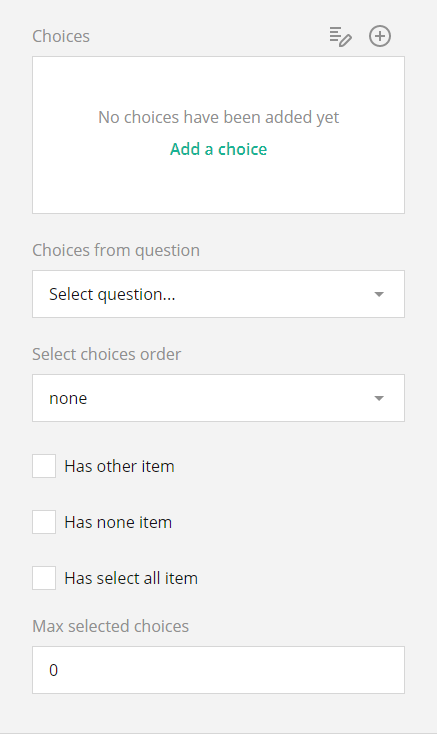 Choices
No choices have been added yet
Add a choice
Choices from question
Select question...
Select choices order
none
Has other item
Has none item
Has select all item
Max selected choices
0